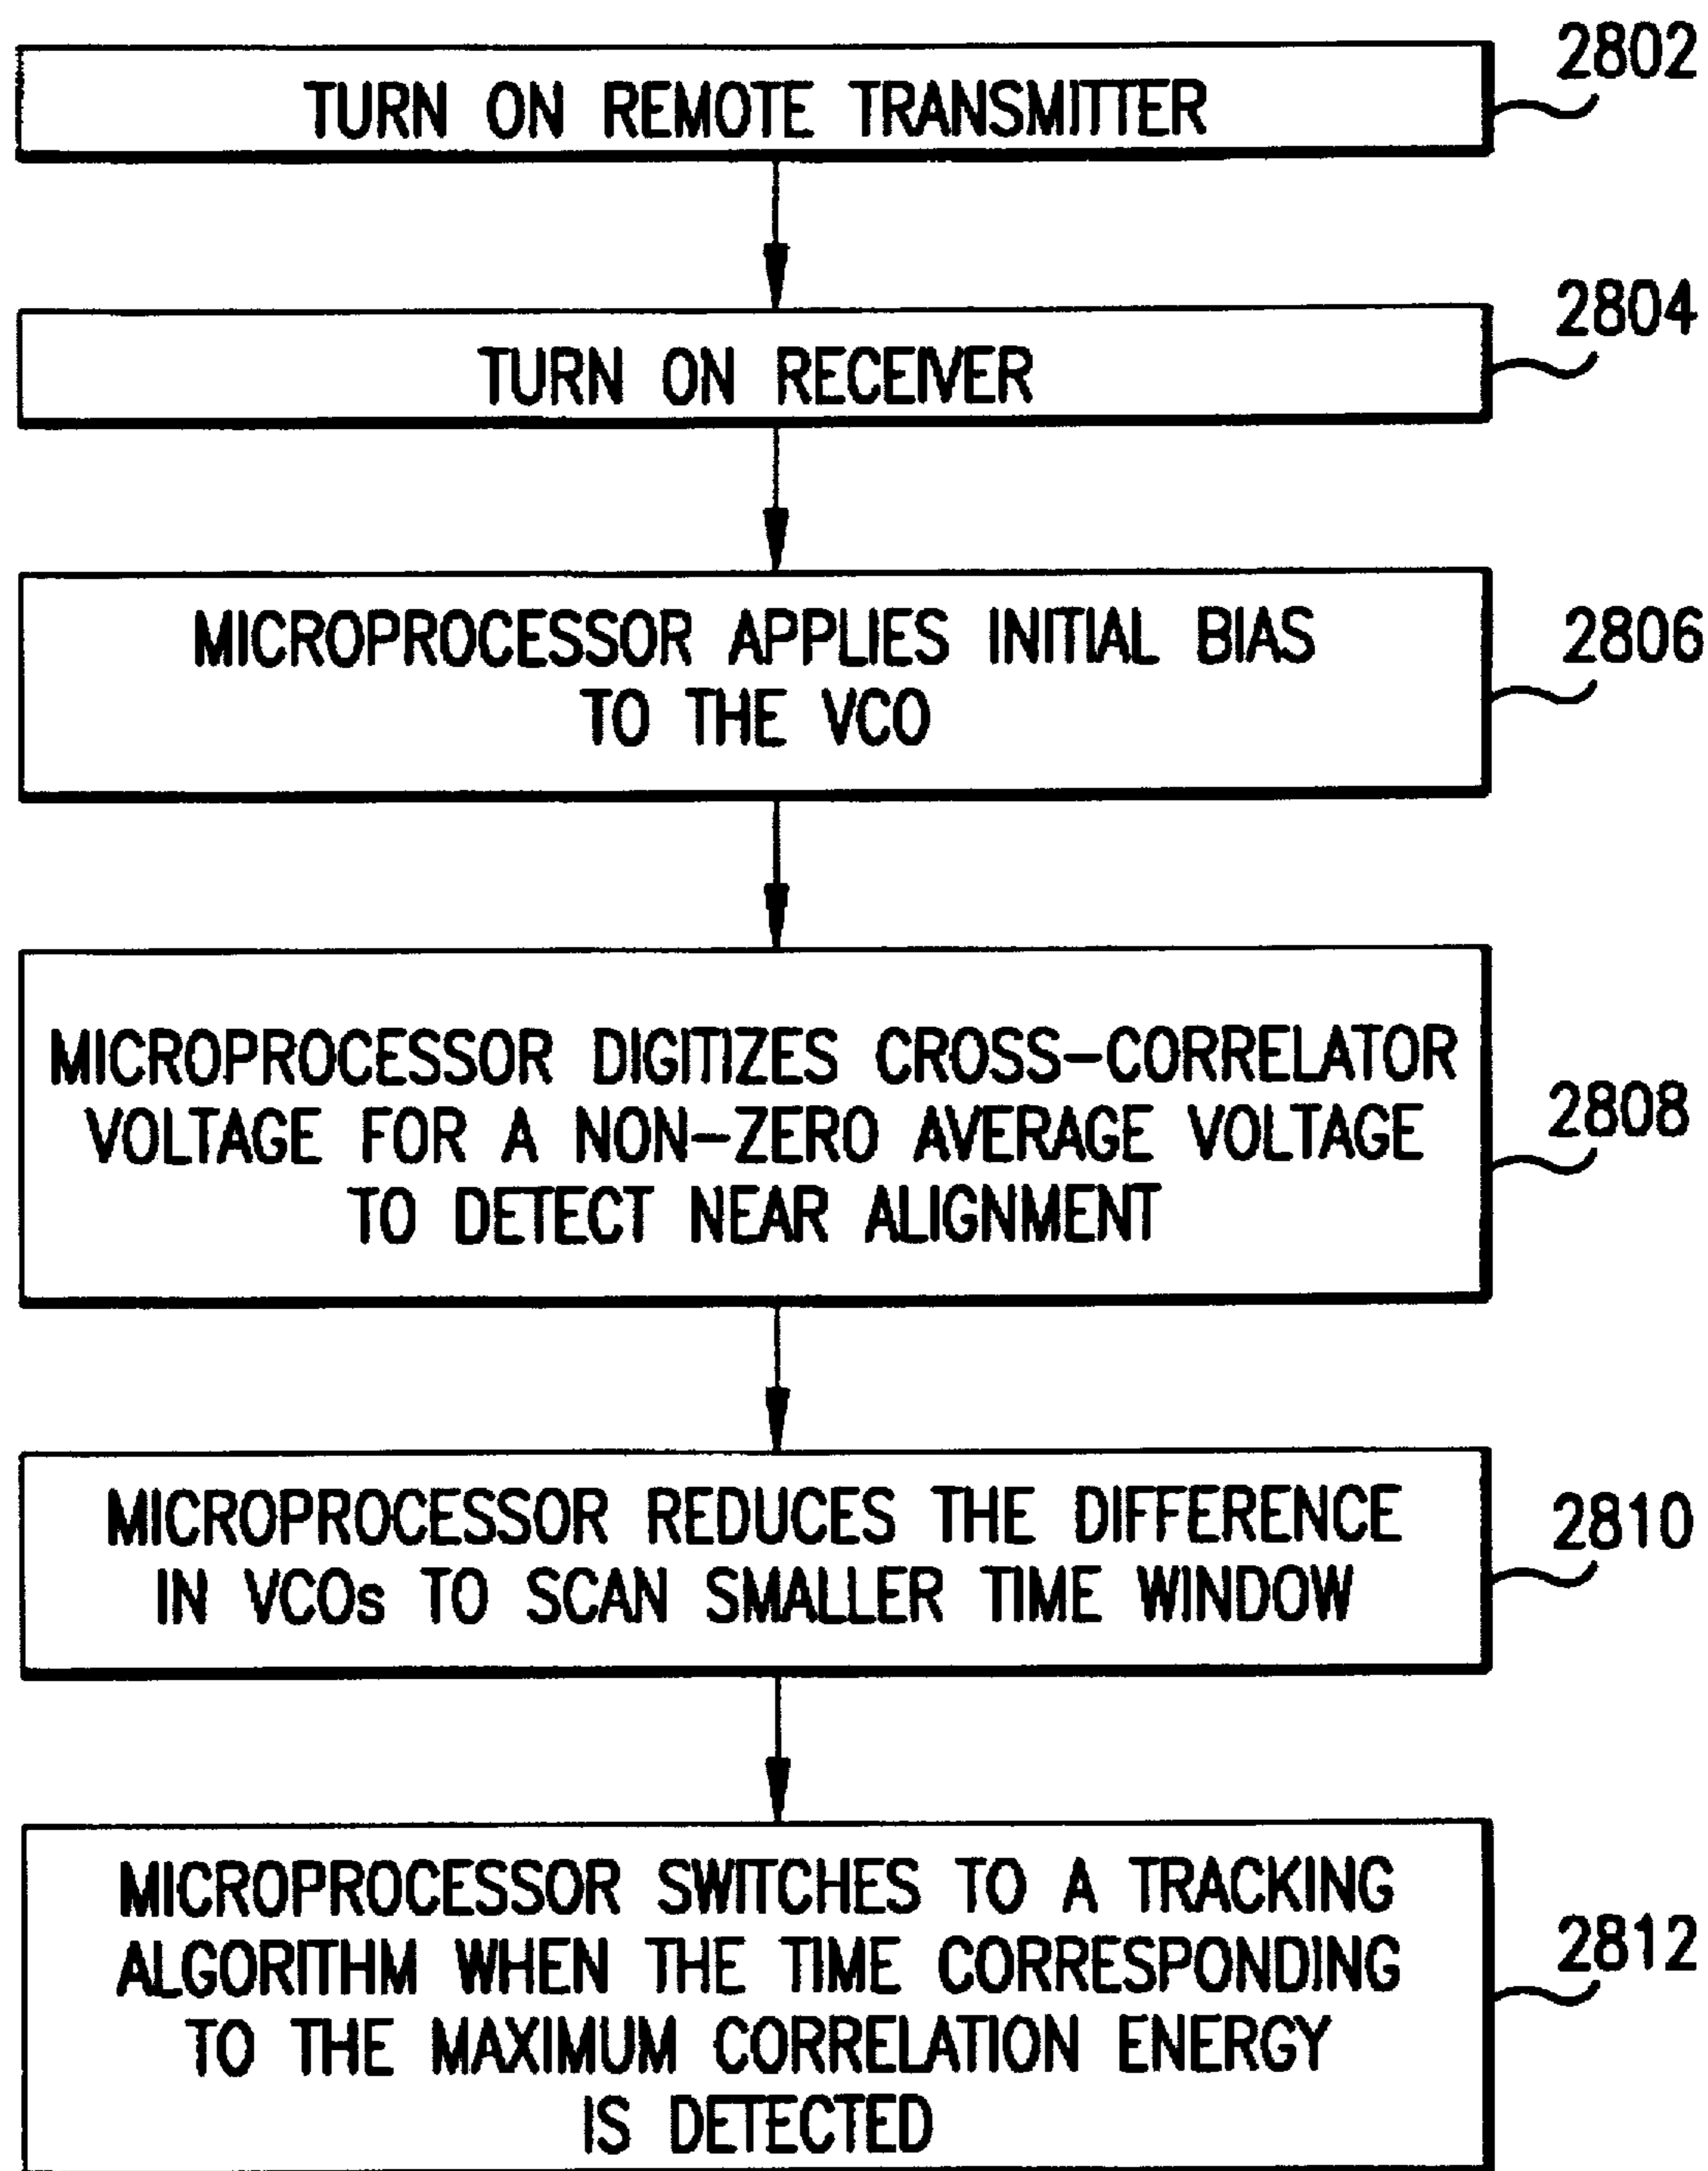 2802
TURN ON REMOTE TRANSMITTER
2804
TURN ON RECEIVER
MICROPROCESSOR APPLIES INITIAL BIAS
TO THE VCO
2806
MICROPROCESSOR DIGITIZES CROSS-CORRELATOR
VOLTAGE FOR A NON-ZERO AVERAGE VOLTAGE
TO DETECT NEAR ALIGNMENT
2808
MICROPROCESSOR REDUCES THE DIFFERENCE
IN VCOs TO SCAN SMALLER TIME WINDOW
2810
MICROPROCESSOR SWITCHES TO A TRACKING
ALGORITHM WHEN THE TIME CORRESPONDING
TO THE MAXIMUM CORRELATION ENERGY
IS DETECTED
2812